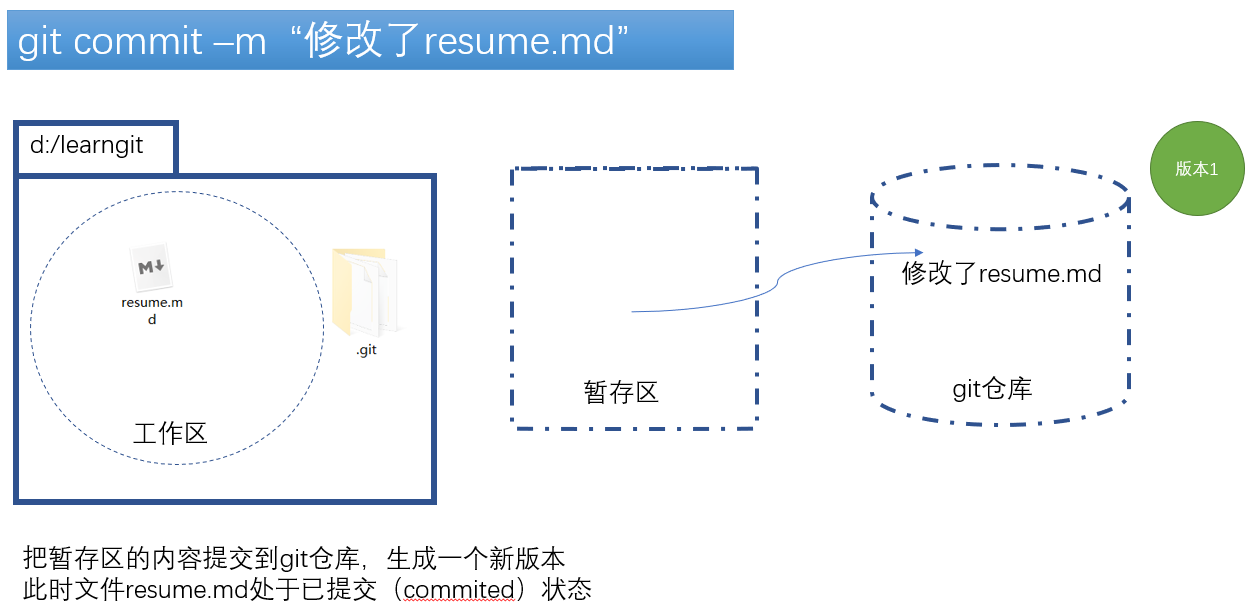 git commit –m “修改了resume.md”
d:/learngit
版本1
resume.m
d
.git
修改了resume.md
暂存区
git仓库
工作区
把暂存区的内容提交到git仓库，生成一个新版本
此时文件resume.md处于已提交（commited）状态